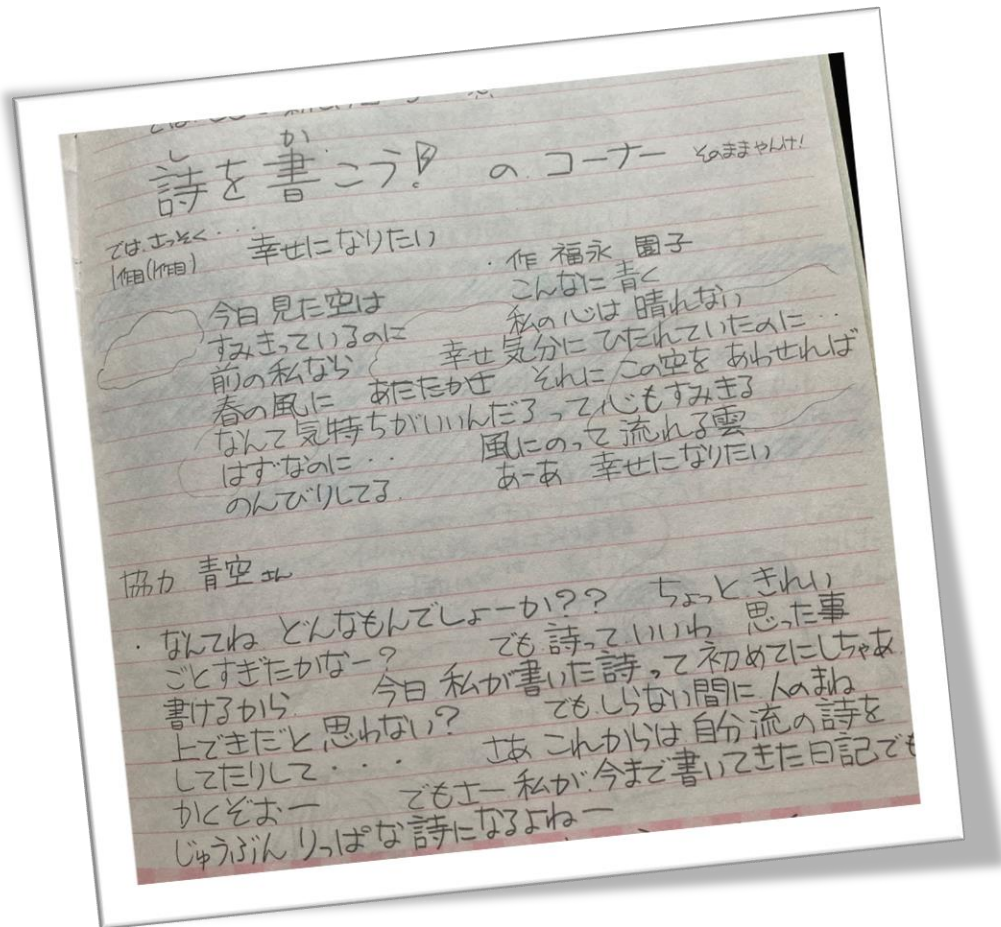 し か
詩を書こう! の コーナー そのままやんけ!
では、さっそく・・・ 幸せになりたい
1作目(1作目) ・作 福永 園子
今日 見た空は こんなに 青く
すみきっているのに 私の心は 晴れない
前の私なら 幸せ 気分に ひたれていたのに・・
春の風に あたたかさ それに この空を あわせれば
なんて気持ちがいいんだろって心もすみきる
はずなのに・・ 風にのって 流れる雲
のんびりしてる あーあ 幸せになりたい
協力 青空さん
・なんてね どんなもんでしょーか?? ちょっと きれい
ごとすぎたかなー? でも 詩って いいわ 思った事
書けるから 今日 私が書いた詩って 初めてにしちゃあ
上できだと 思わない? でも しらない間に 人のまね
してたりして・・・ さあ これからは 自分流の詩を
かくぞおー でもさー 私が 今まで書いてきた日記でも
じゅうぶん りっぱな詩になるよねー